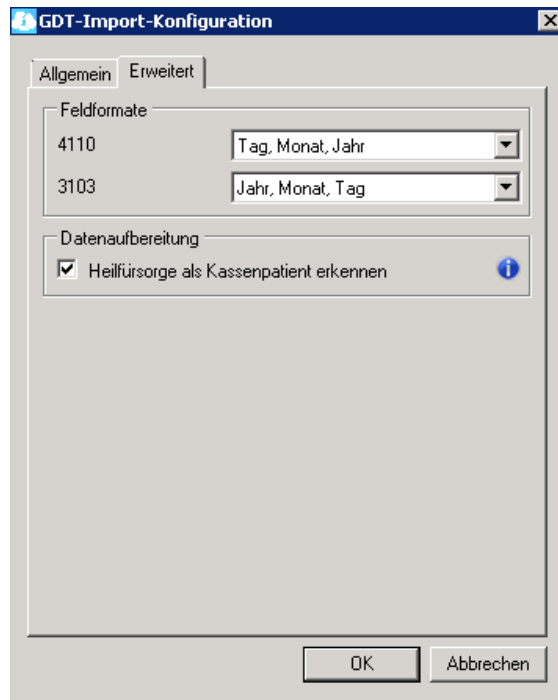 GDT-Import-Konfiguration
Allgemein Erweitert
Feldformate
4110 Tag, Monat, Jahr
3103 Jahr, Monat, Tag
Datenaufbereitung
Heilfürsorge als Kassenpatient erkennen
OK Abbrechen